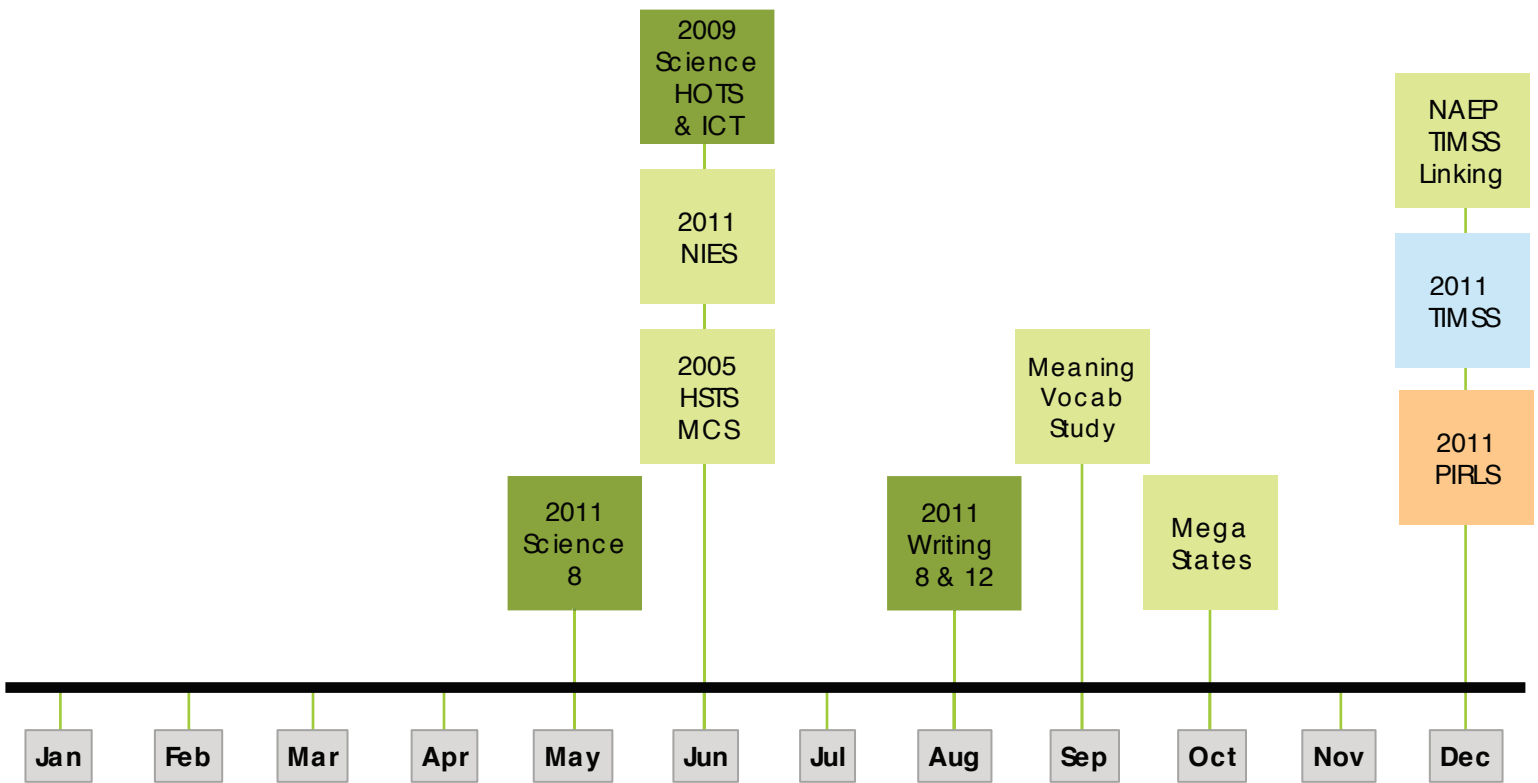 2009
Science
HOTS
& ICT
NAEP
TIMSS
Linking
2011
NIES
2011
TIMSS
2005
HSTS
MCS
Meaning
Vocab
Study
2011
PIRLS
2011
Science
8
2011
Writing
8 & 12
Mega
States
Jan Feb Mar Apr May Jun Jul Aug Sep Oct Nov Dec